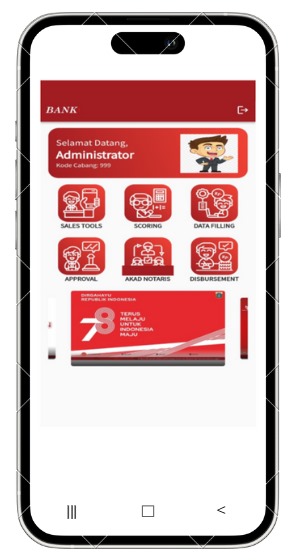 BANK
Selamat Datang,
Administrator
Kode Cabang: 999
SALES TOOLS
SCORING
DATA FILLING
APPROVAL
AKAD NOTARIS
DISBURSEMENT
DIRGAHAYU
REPUBLIK INDONESIA
78
TERUS
MELAJU
UNTUK
INDONESIA
MAJU